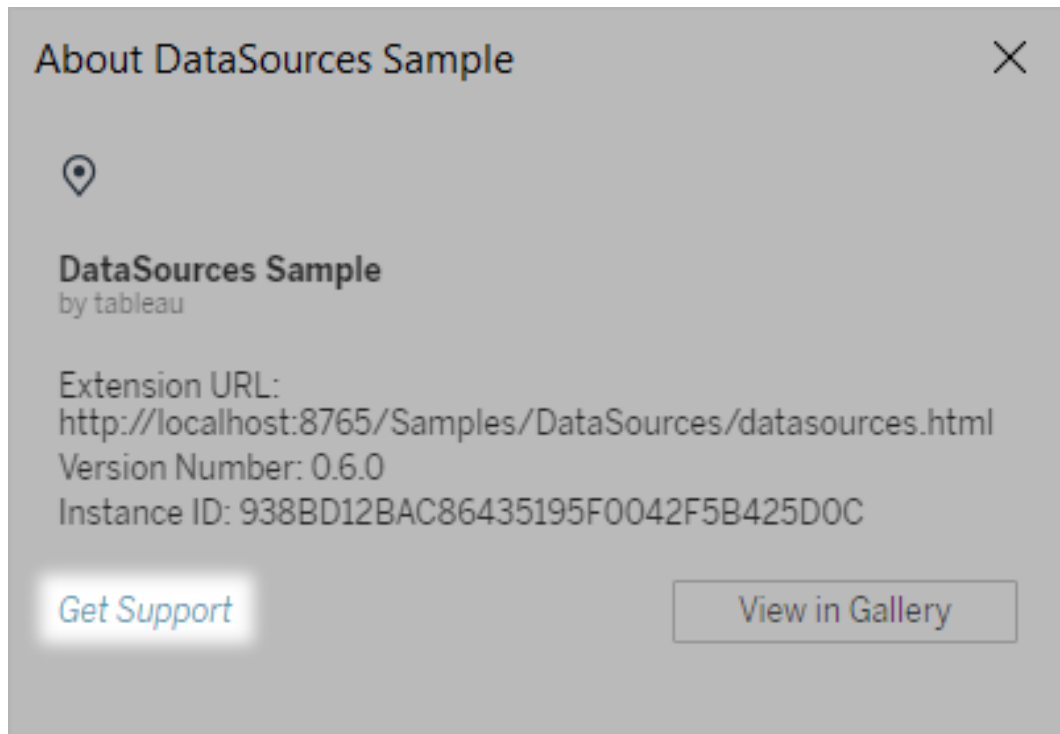 About DataSources Sample
DataSources Sample
by tableau
Extension URL:
http://localhost:8765/Samples/DataSources/datasources.html
Version Number: 0.6.0
Instance ID: 938BD12BAC86435195F0042F5B425D0C
Get Support
View in Gallery